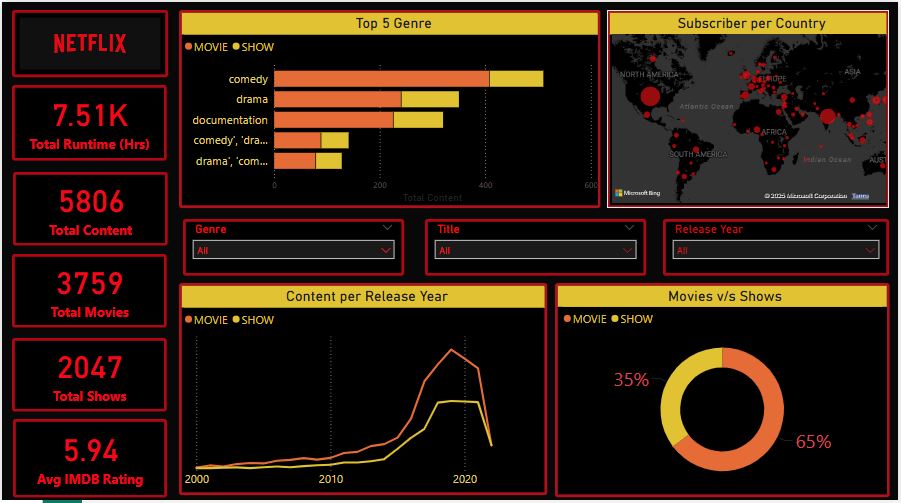 NETFLIX
7.51K
Total Runtime (Hrs)
5806
Total Content
3759
Total Movies
2047
Total Shows
5.94
Avg IMDB Rating
Top 5 Genre
MOVIE SHOW
comedy
drama
documentation
comedy', 'dra...
drama', 'com...
0 200 400 600
Total Content
Subscriber per Country
NORTH AMERICA
EUROPE
ASIA
Atlantic Ocean
AFRICA
SOUTH AMERICA
Indian Ocean
AUST
Microsoft Bing
© 2025 Microsoft Corporation Terms
Genre
All
Title
All
Release Year
All
Content per Release Year
MOVIE SHOW
2000 2010 2020
Movies v/s Shows
MOVIE SHOW
35%
65%